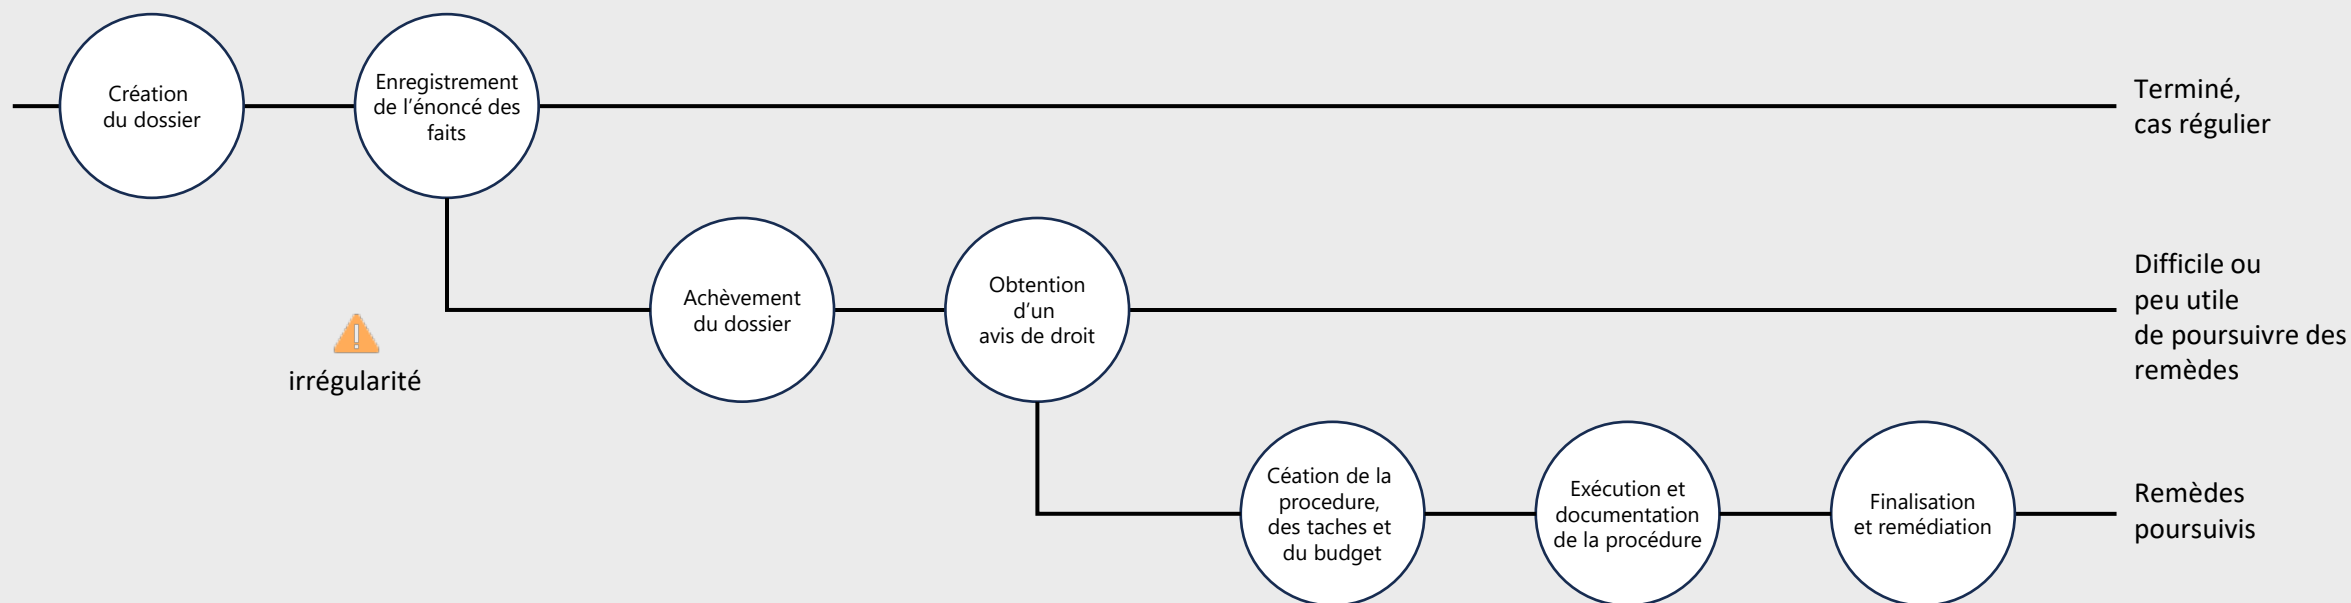 Création
du dossier
Enregistrement
de l’énoncé des
faits
Terminé,
cas régulier
irrégularité
Achèvement
du dossier
Obtention
d’un
avis de droit
Difficile ou
peu utile
de poursuivre des
remèdes
Céation de la
procedure,
des taches et
du budget
Exécution et
documentation
de la procédure
Finalisation
et remédiation
Remèdes
poursuivis